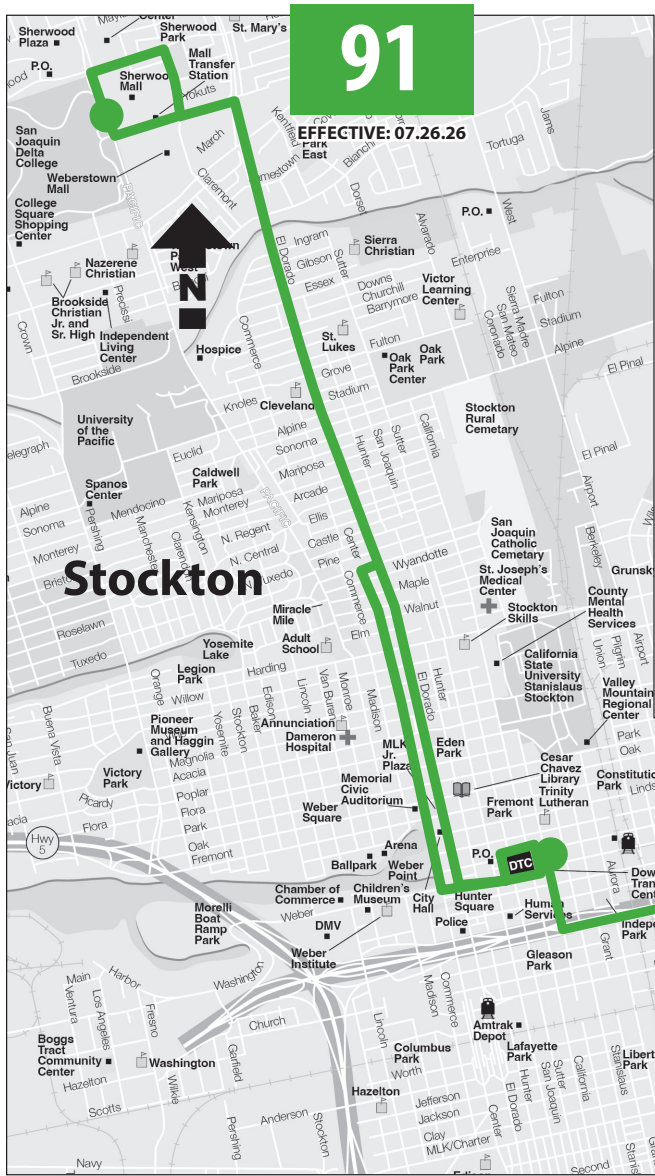 91
EFFECTIVE: 07.26.26
Sherwood
Plaza
P.O.
Center
Sherwood
Park
St. Mary's
Mall
Transfer
Station
Sherwood
Mall
Yokuts
San
Joaquin
Delta
College
Weberstown
Mall
March
Claremont
College
Square
Shopping
Center
PACIFIC
Park
East
Bianchi
Tortuga
Jams
Dorset
Alvarado
P.O.
West
N
West
El Dorado
Ingram
Gibson
Sutter
Essex
Sierra
Christian
Enterprise
Nazerene
Christian
Brookside
Christian
Jr. and
Sr. High
Precissi
Independent
Living
Center
Crown
Brookside
Downs
Churchill
Barrymore
Victor
Learning
Center
Sierra Madre
San Mateo
Coronado
Fulton
Stadium
Alpine
El Pinal
Commerce
Hospice
St.
Lukes
Fulton
Oak
Park
Center
Oak
Park
Grove
Stadium
Knoles
Cleveland
University
of the
Pacific
Euclid
Alpine
Sonoma
Mariposa
Arcade
Ellis
Castle
Pine
Hunter
San Joaquin
Sutter
California
Stockton
Rural
Cemetary
El Pinal
Airport
Berkeley
Spanos
Center
Caldwell
Park
Mariposa
Monterey
PACIFIC
Mendocino
Kensington
Pershing
Manchester
Clarendon
N. Regent
N. Central
Alpine
Sonoma
Monterey
Stockton
Center
Commerce
Wyandotte
Maple
Walnut
Elm
San
Joaquin
Catholic
Cemetary
St. Joseph's
Medical
Center
Stockton
Skills
County
Mental
Health
Services
Miracle
Mile
Adult
School
Roselawn
Tuxedo
Yosemite
Lake
Legion
Park
Harding
Willow
Orange
Yosemite
Stockton
Baker
Edison
Lincoln
Van Buren
Monroe
Madison
El Dorado
Hunter
California
State
University
Stanislaus
Stockton
Union
Pilgrim
Airport
Valley
Mountain
Regional
Center
Park
Oak
Buena Vista
San Juan
Pioneer
Museum
and Haggin
Gallery
Magnolia
Acacia
Annunciation
Dameron
Hospital
MLK
Jr.
Plaza
Eden
Park
Victory
Victory
Park
Picardy
Flora
Poplar
Flora
Park
Oak
Fremont
Memorial
Civic
Auditorium
Weber
Square
Cesar
Chavez
Library
Fremont
Park
Trinity
Lutheran
Hwy
5
Arena
Ballpark
Weber
Point
P.O.
DTC
Aurora
Chamber of
Commerce
Children's
Museum
City
Hall
Hunter
Square
Human
Services
Morelli
Boat
Ramp
Park
Weber
DMV
Police
Weber
Institute
Park
Gleason
Park
Grant
Main
Ventura
Los Angeles
Harbor
Fresno
Washington
Church
Madison
Commerce
Amtrak
Depot
Lafayette
Park
Boggs
Tract
Community
Center
Washington
Hazelton
Scotts
Wilkie
Garfield
Lincoln
Columbus
Park
Worth
Hazelton
Jefferson
Jackson
Clay
MLK/Charter
Center
El Dorado
Hunter
San Joaquin
Sutter
California
Stanislaus
Park
Navy
Pershing
Anderson
Stockton
Second